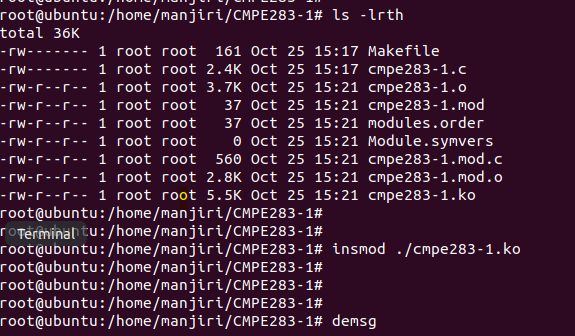 root@ubuntu:/home/manjiri/CMPE283-1#
root@ubuntu:/home/manjiri/CMPE283-1# ls -lrth
total 36K
-rw------- 1 root root  161 Oct 25 15:17 Makefile
-rw------- 1 root root 2.4K Oct 25 15:17 cmpe283-1.c
-rw-r--r-- 1 root root 3.7K Oct 25 15:21 cmpe283-1.o
-rw-r--r-- 1 root root   37 Oct 25 15:21 cmpe283-1.mod
-rw-r--r-- 1 root root   37 Oct 25 15:21 modules.order
-rw-r--r-- 1 root root    0 Oct 25 15:21 Module.symvers
-rw-r--r-- 1 root root  560 Oct 25 15:21 cmpe283-1.mod.c
-rw-r--r-- 1 root root 2.8K Oct 25 15:21 cmpe283-1.mod.o
-rw-r--r-- 1 root root 5.5K Oct 25 15:21 cmpe283-1.ko
root@ubuntu:/home/manjiri/CMPE283-1#
Terminal
root@ubuntu:/home/manjiri/CMPE283-1#
root@ubuntu:/home/manjiri/CMPE283-1# insmod ./cmpe283-1.ko
root@ubuntu:/home/manjiri/CMPE283-1#
root@ubuntu:/home/manjiri/CMPE283-1#
root@ubuntu:/home/manjiri/CMPE283-1#
root@ubuntu:/home/manjiri/CMPE283-1# demsg